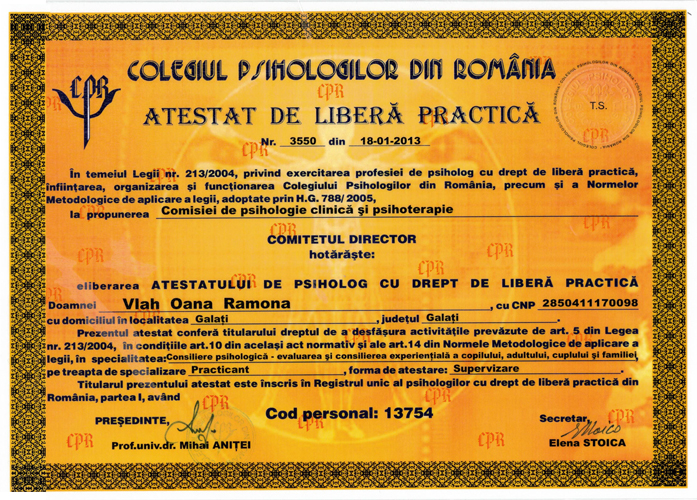 COLEGIUL PSIHOLOGILOR DIN ROMÂNIA
CPR
T.S.
ATESTAT DE LIBERĂ PRACTICĂ
Nr. 3550 din 18-01-2013
În temeiul Legii nr. 213/2004, privind exercitarea profesiei de psiholog cu drept de liberă practică,
înființarea, organizarea și funcționarea Colegiului Psihologilor din România, precum și a Normelor
Metodologice de aplicare a legii, adoptate prin H.G. 788/ 2005,
la propunerea Comisiei de psihologie clinică și psihoterapie
COMITETUL DIRECTOR
hotărăște:
eliberarea ATESTATULUI DE PSIHOLOG CU DREPT DE LIBERĂ PRACTICĂ
Doamnei Vlah Oana Ramona , cu CNP 2850411170098
cu domiciliul în localitatea Galați , județul Galați .
Prezentul atestat conferă titularului dreptul de a desfășura activitățile prevăzute de art. 5 din Legea
nr. 213/2004, în condițiile art.10 din același act normativ și ale art.14 din Normele Metodologice de aplicare a
legii, în specialitatea:Consiliere psihologică - evaluarea și consilierea experiențială a copilului, adultului, cuplului și familiei,
pe treapta de specializare Practicant , forma de atestare: Supervizare .
Titularul prezentului atestat este înscris în Registrul unic al psihologilor cu drept de liberă practică din
România, partea I, având
Cod personal: 13754
PREȘEDINTE,
Prof.univ.dr. Mihai ANIȚEI
Secretar,
Elena STOICA